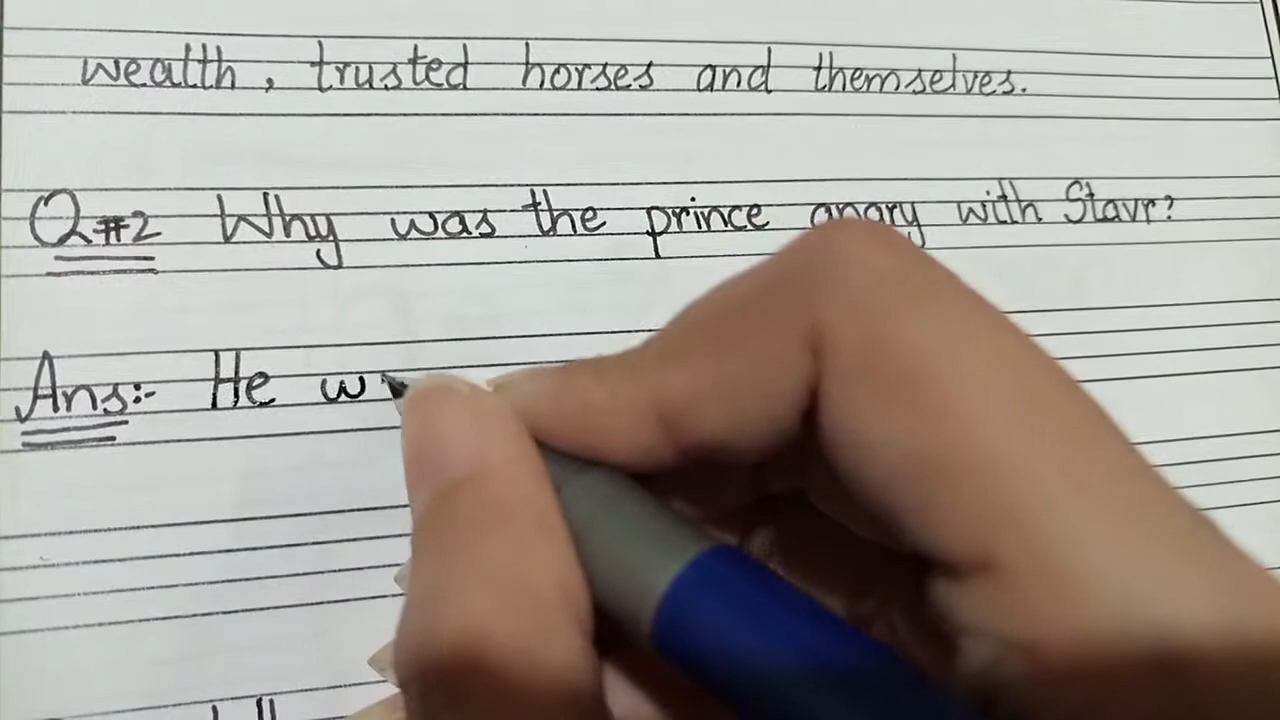 wealth, trusted horses and themselves.
Q#2 Why was the prince angry with Stavr?
Ans:- He w